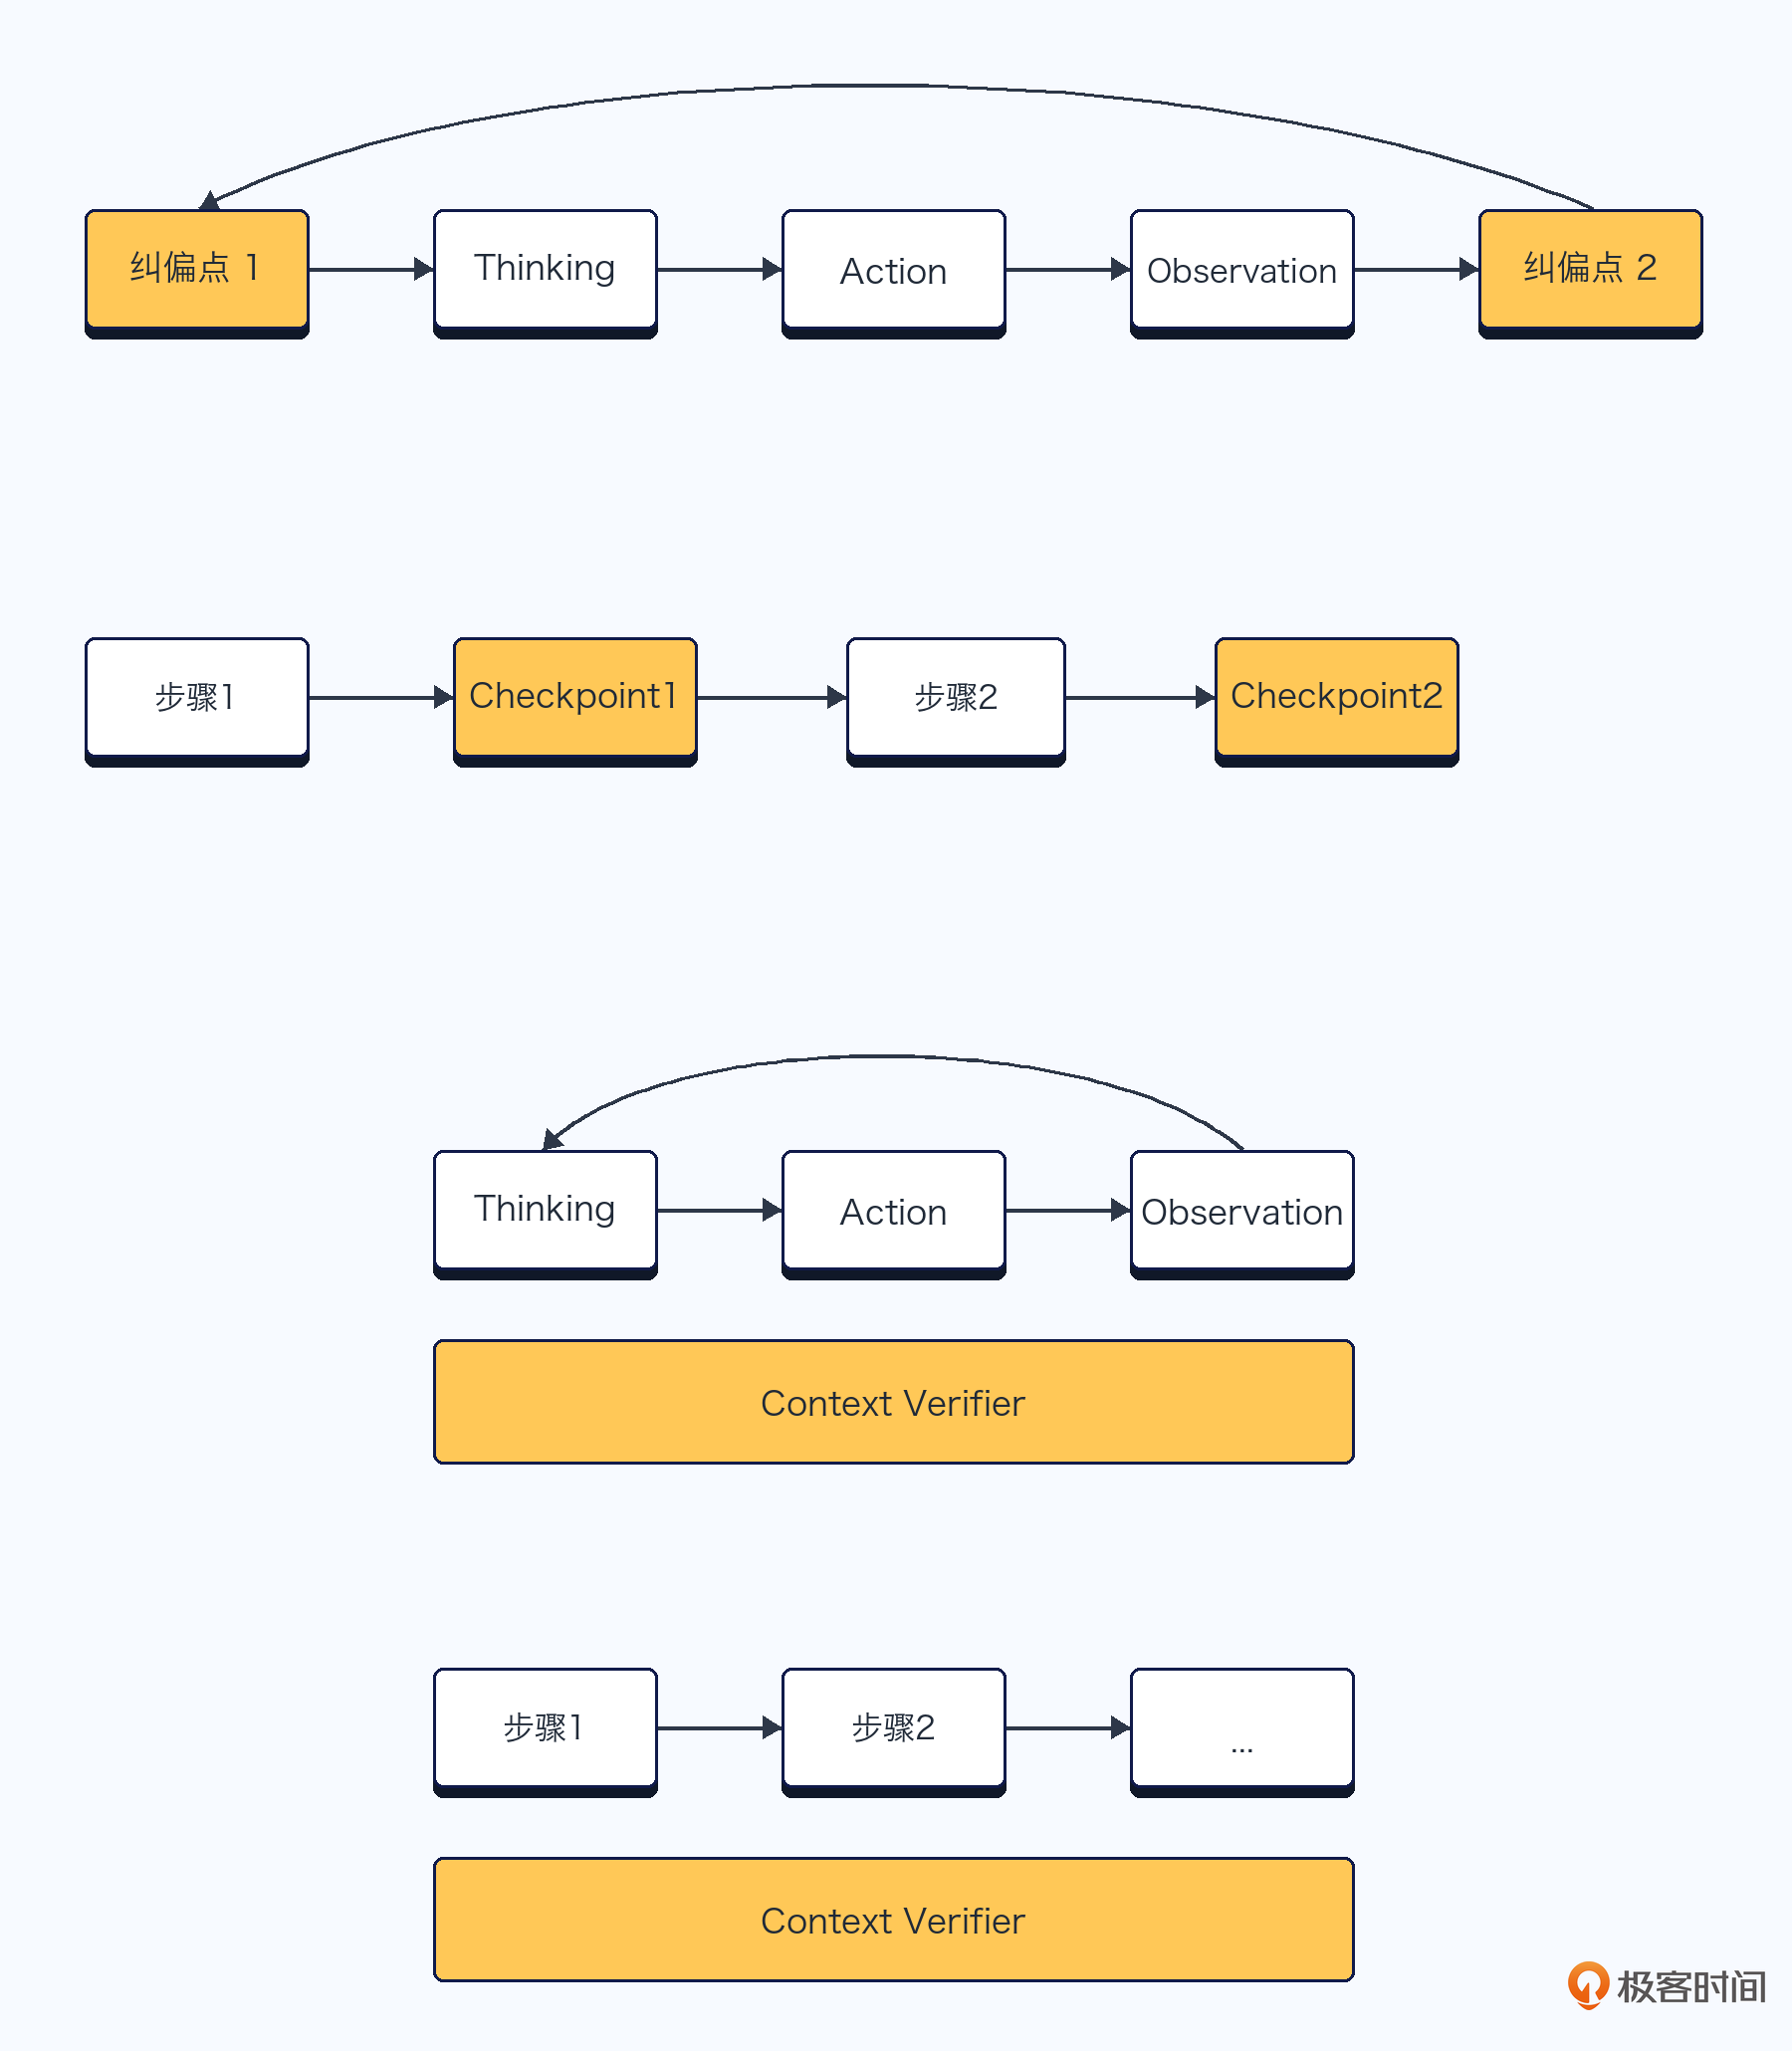 纠偏点 1
Thinking
Action
Observation
纠偏点 2
步骤1
Checkpoint1
步骤2
Checkpoint2
Thinking
Action
Observation
Context Verifier
步骤1
步骤2
...
Context Verifier
极客时间